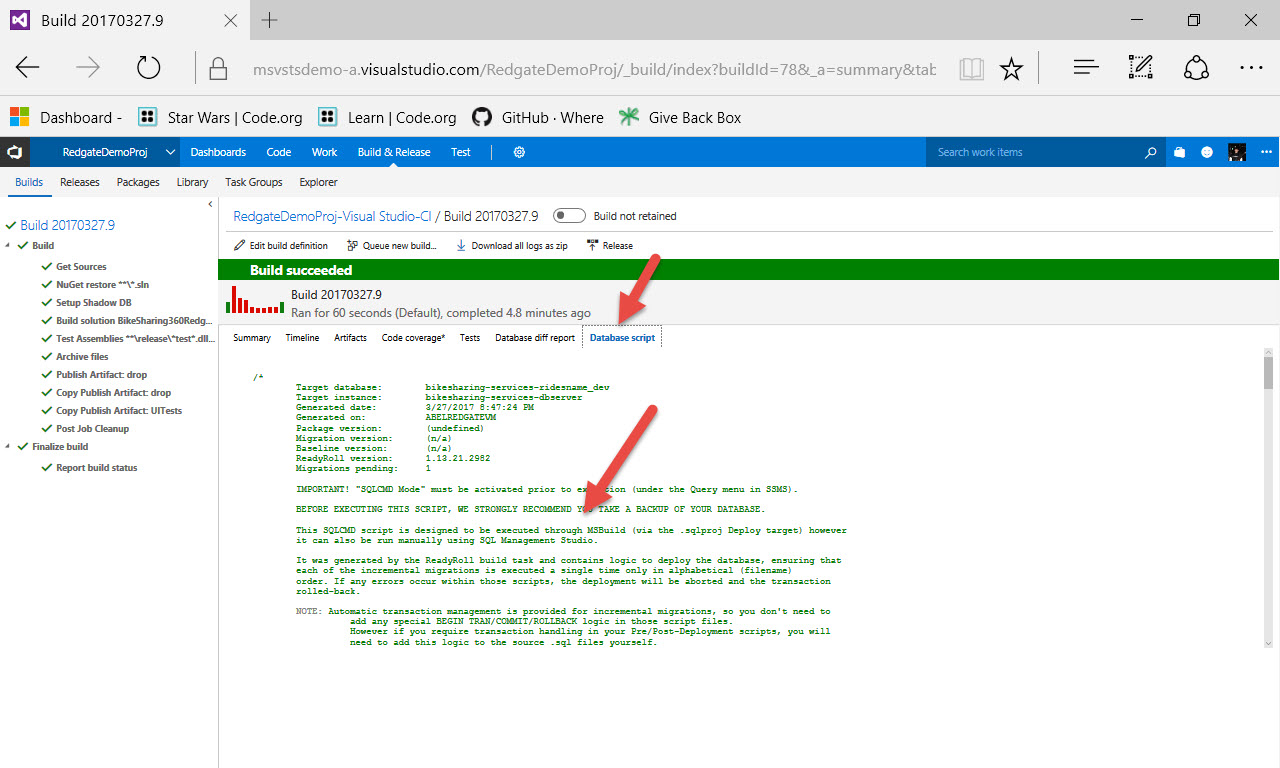 Build 20170327.9
msvstsdemo-a.visualstudio.com/RedgateDemoProj/_build/index?buildId=78&_a=summary&tab
Dashboard -
Star Wars | Code.org
Learn | Code.org
GitHub · Where
Give Back Box
RedgateDemoProj
Dashboards
Code
Work
Build & Release
Test
Search work items
Builds
Releases
Packages
Library
Task Groups
Explorer
Build 20170327.9
Build
Get Sources
NuGet restore **\*.sln
Setup Shadow DB
Build solution BikeSharing360Redg...
Test Assemblies **\release\*test*.dll...
Archive files
Publish Artifact: drop
Copy Publish Artifact: drop
Copy Publish Artifact: UITests
Post Job Cleanup
Finalize build
Report build status
RedgateDemoProj-Visual Studio-CI / Build 20170327.9
Build not retained
Edit build definition
Queue new build...
Download all logs as zip
Release
Build succeeded
Build 20170327.9
Ran for 60 seconds (Default), completed 4.8 minutes ago
Summary
Timeline
Artifacts
Code coverage*
Tests
Database diff report
Database script
/*
Target database: bikesharing-services-ridesname_dev
Target instance: bikesharing-services-dbserver
Generated date: 3/27/2017 8:47:24 PM
Generated on: ABELREDGATEVM
Package version: (undefined)
Migration version: (n/a)
Baseline version: (n/a)
ReadyRoll version: 1.13.21.2982
Migrations pending: 1
IMPORTANT! "SQLCMD Mode" must be activated prior to execution (under the Query menu in SSMS).
BEFORE EXECUTING THIS SCRIPT, WE STRONGLY RECOMMEND YOU TAKE A BACKUP OF YOUR DATABASE.
This SQLCMD script is designed to be executed through MSBuild (via the .sqlproj Deploy target) however
it can also be run manually using SQL Management Studio.
It was generated by the ReadyRoll build task and contains logic to deploy the database, ensuring that
each of the incremental migrations is executed a single time only in alphabetical (filename)
order. If any errors occur within those scripts, the deployment will be aborted and the transaction
rolled-back.
NOTE: Automatic transaction management is provided for incremental migrations, so you don't need to
add any special BEGIN TRAN/COMMIT/ROLLBACK logic in those script files.
However if you require transaction handling in your Pre/Post-Deployment scripts, you will
need to add this logic to the source .sql files yourself.